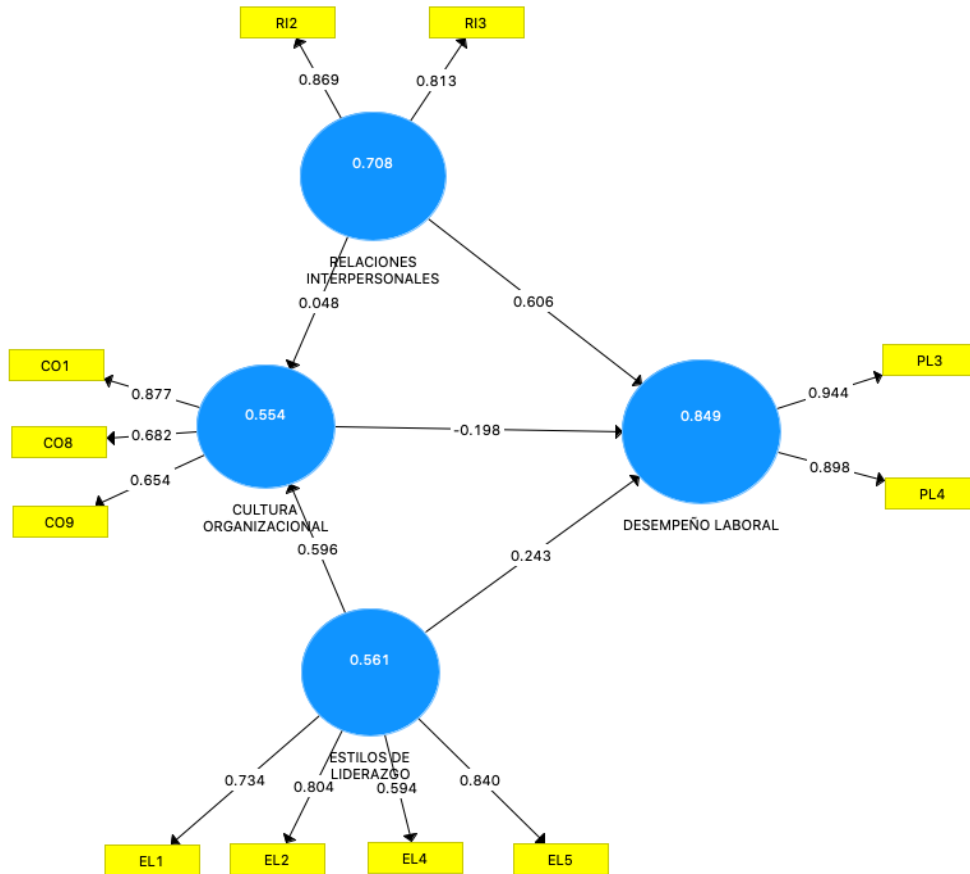 RI2
RI3
0.869
0.813
0.708
RELACIONES
INTERPERSONALES
0.048
0.606
CO1
0.877
CO8
0.682
CO9
0.654
0.554
CULTURA
ORGANIZACIONAL
-0.198
0.849
DESEMPEÑO LABORAL
PL3
0.944
PL4
0.898
0.596
0.243
0.561
ESTILOS DE
LIDERAZGO
0.734
0.804
0.594
0.840
EL1
EL2
EL4
EL5